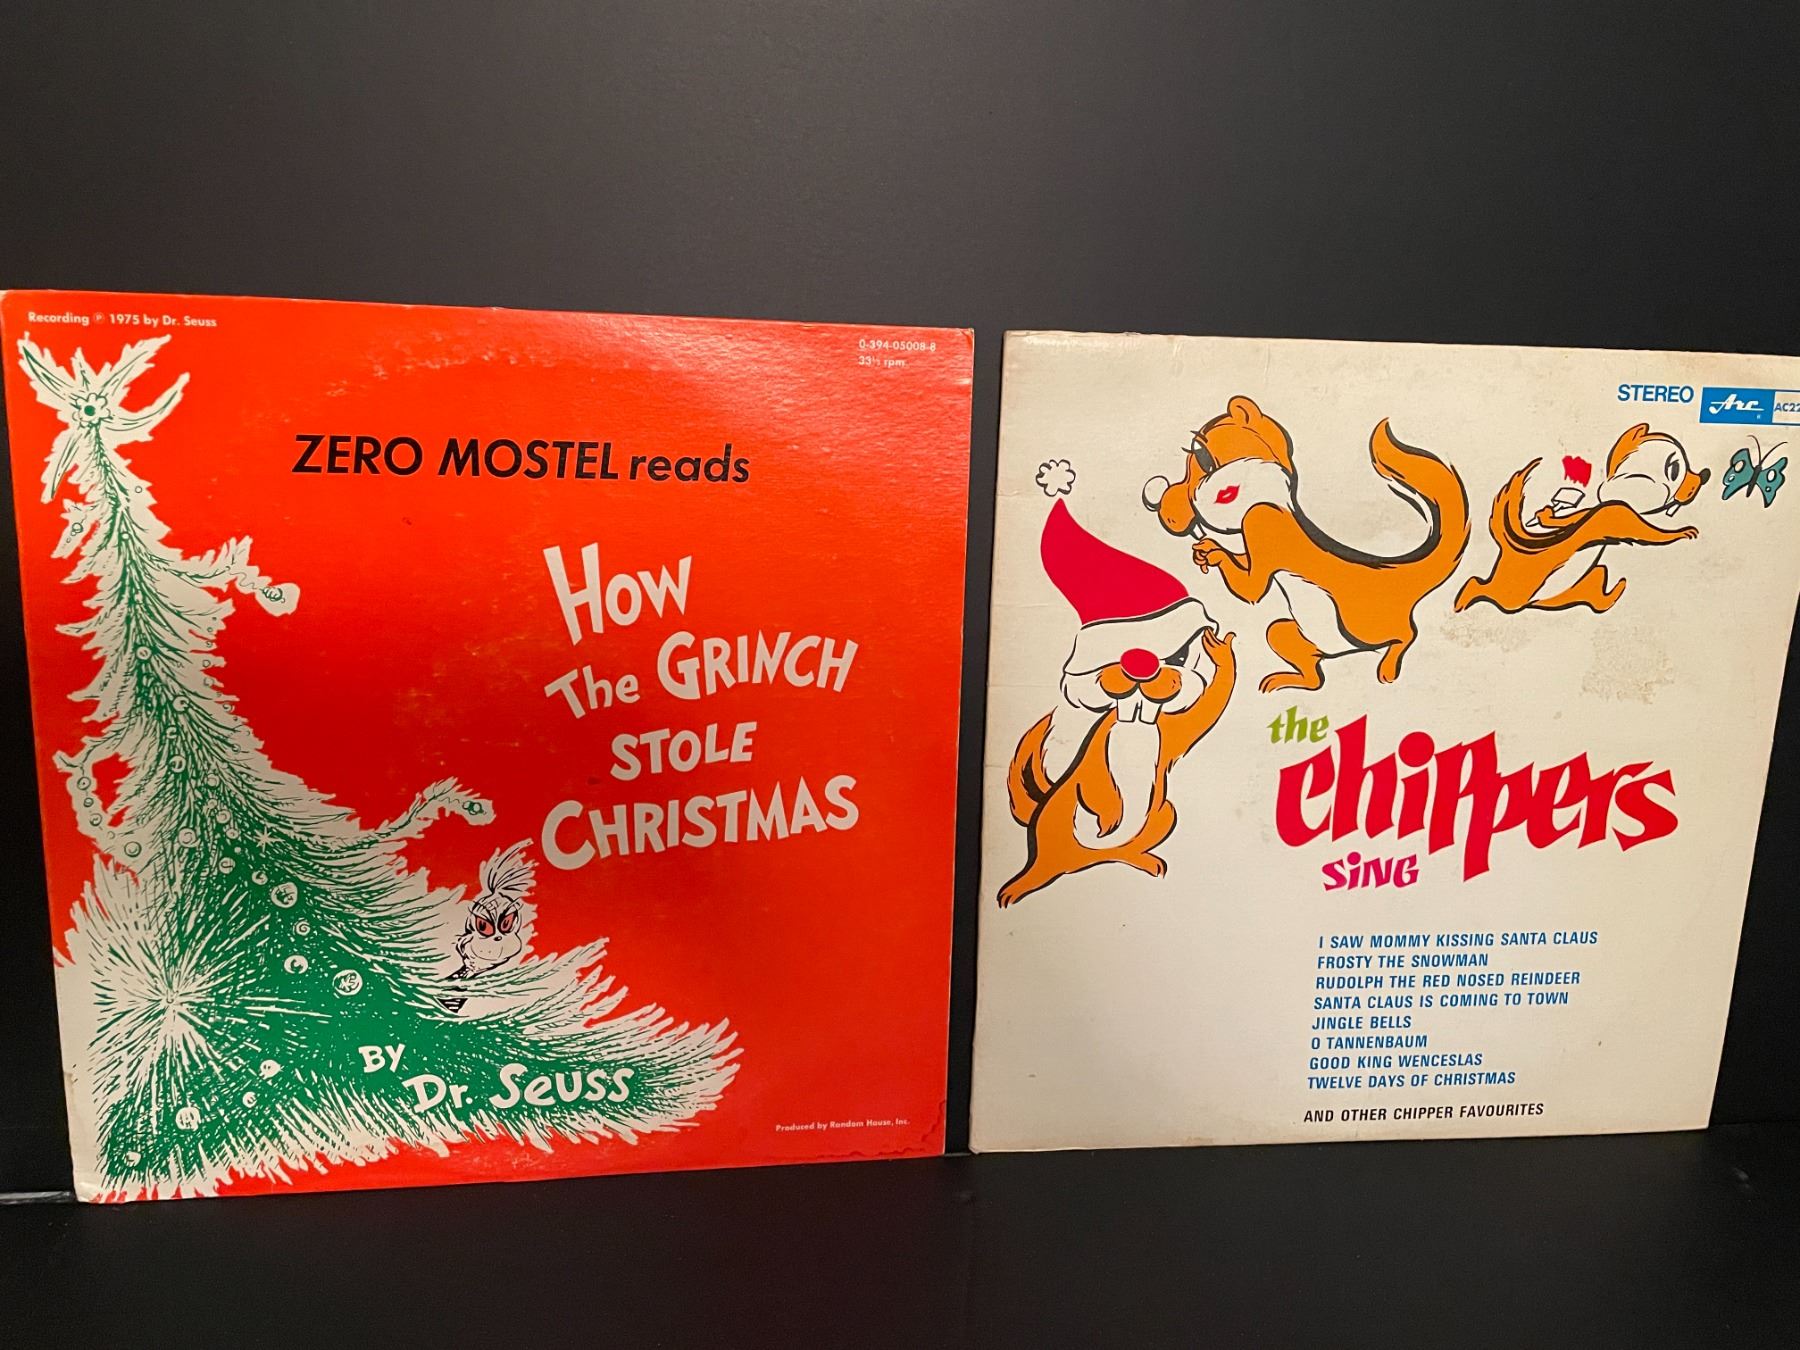 Recording ℗ 1975 by Dr. Seuss
0-394-05008-8
33⅓ rpm
ZERO MOSTEL reads
HOW
The GRINCH
STOLE
CHRISTMAS
BY
Dr. Seuss
Produced by Random House, Inc.
STEREO Arc AC22
the
chippers
SiNG
I SAW MOMMY KISSING SANTA CLAUS
FROSTY THE SNOWMAN
RUDOLPH THE RED NOSED REINDEER
SANTA CLAUS IS COMING TO TOWN
JINGLE BELLS
O TANNENBAUM
GOOD KING WENCESLAS
TWELVE DAYS OF CHRISTMAS
AND OTHER CHIPPER FAVOURITES